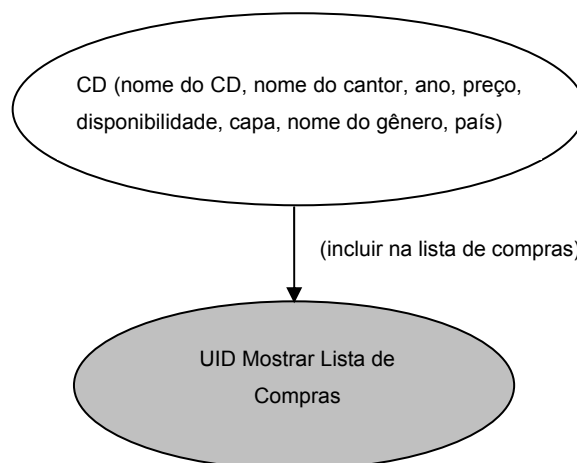 CD (nome do CD, nome do cantor, ano, preço,
disponibilidade, capa, nome do gênero, país)
(incluir na lista de compras)
UID Mostrar Lista de
Compras